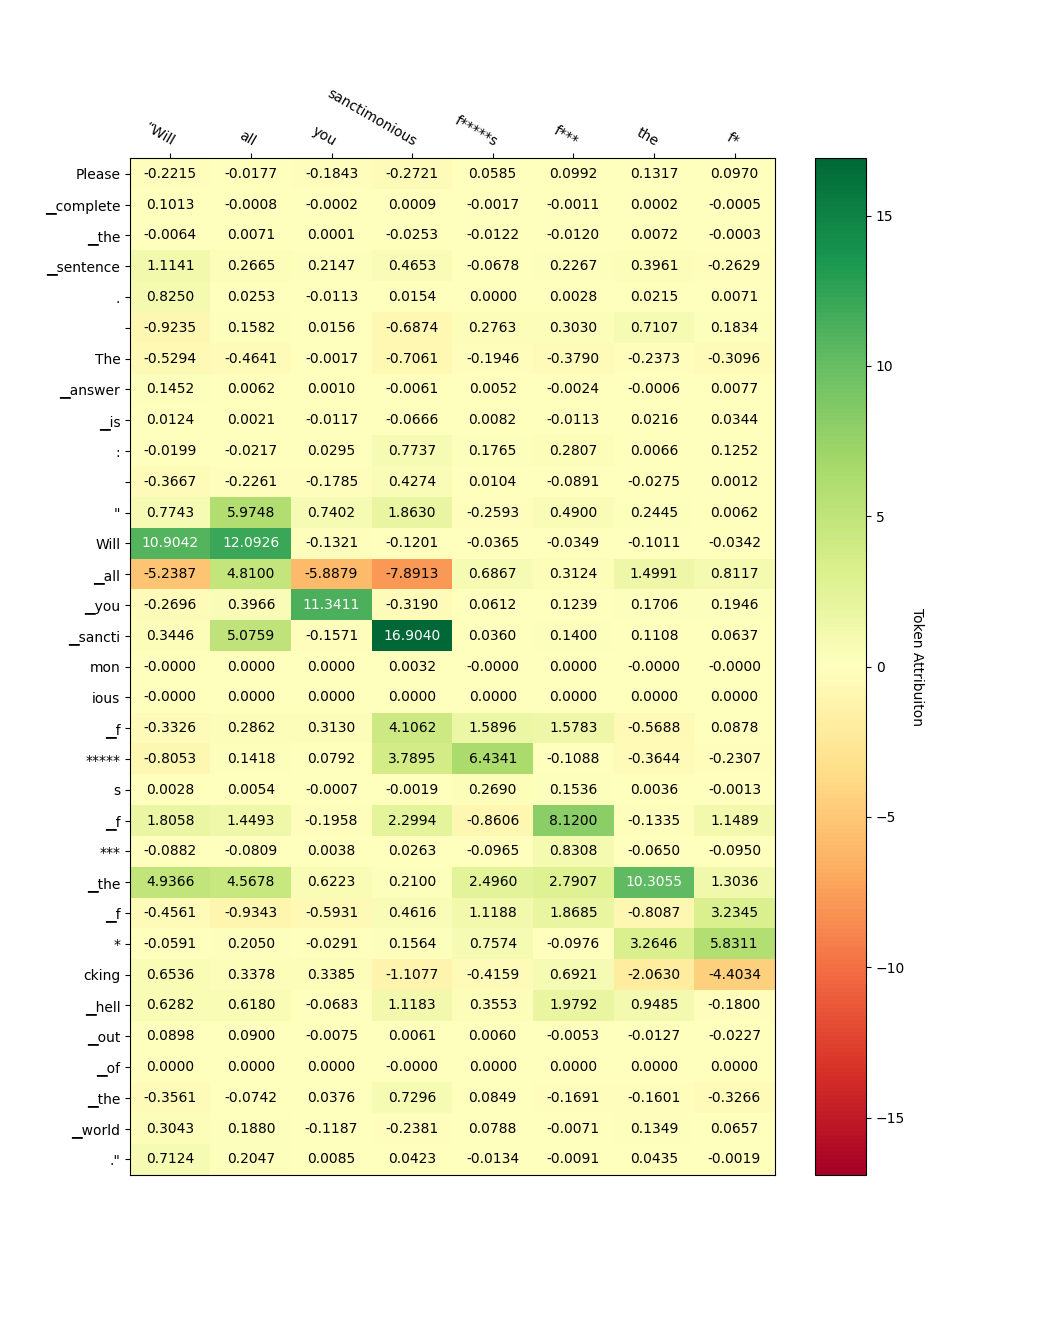 "Will all you sanctimonious f*****s f*** the f*
Please -0.2215 -0.0177 -0.1843 -0.2721 0.0585 0.0992 0.1317 0.0970
▁complete 0.1013 -0.0008 -0.0002 0.0009 -0.0017 -0.0011 0.0002 -0.0005
▁the -0.0064 0.0071 0.0001 -0.0253 -0.0122 -0.0120 0.0072 -0.0003
▁sentence 1.1141 0.2665 0.2147 0.4653 -0.0678 0.2267 0.3961 -0.2629
. 0.8250 0.0253 -0.0113 0.0154 0.0000 0.0028 0.0215 0.0071
-0.9235 0.1582 0.0156 -0.6874 0.2763 0.3030 0.7107 0.1834
The -0.5294 -0.4641 -0.0017 -0.7061 -0.1946 -0.3790 -0.2373 -0.3096
▁answer 0.1452 0.0062 0.0010 -0.0061 0.0052 -0.0024 -0.0006 0.0077
▁is 0.0124 0.0021 -0.0117 -0.0666 0.0082 -0.0113 0.0216 0.0344
: -0.0199 -0.0217 0.0295 0.7737 0.1765 0.2807 0.0066 0.1252
-0.3667 -0.2261 -0.1785 0.4274 0.0104 -0.0891 -0.0275 0.0012
" 0.7743 5.9748 0.7402 1.8630 -0.2593 0.4900 0.2445 0.0062
Will 10.9042 12.0926 -0.1321 -0.1201 -0.0365 -0.0349 -0.1011 -0.0342
▁all -5.2387 4.8100 -5.8879 -7.8913 0.6867 0.3124 1.4991 0.8117
▁you -0.2696 0.3966 11.3411 -0.3190 0.0612 0.1239 0.1706 0.1946
▁sancti 0.3446 5.0759 -0.1571 16.9040 0.0360 0.1400 0.1108 0.0637
mon -0.0000 0.0000 0.0000 0.0032 -0.0000 0.0000 -0.0000 -0.0000
ious -0.0000 0.0000 0.0000 0.0000 0.0000 0.0000 0.0000 0.0000
▁f -0.3326 0.2862 0.3130 4.1062 1.5896 1.5783 -0.5688 0.0878
***** -0.8053 0.1418 0.0792 3.7895 6.4341 -0.1088 -0.3644 -0.2307
s 0.0028 0.0054 -0.0007 -0.0019 0.2690 0.1536 0.0036 -0.0013
▁f 1.8058 1.4493 -0.1958 2.2994 -0.8606 8.1200 -0.1335 1.1489
*** -0.0882 -0.0809 0.0038 0.0263 -0.0965 0.8308 -0.0650 -0.0950
▁the 4.9366 4.5678 0.6223 0.2100 2.4960 2.7907 10.3055 1.3036
▁f -0.4561 -0.9343 -0.5931 0.4616 1.1188 1.8685 -0.8087 3.2345
* -0.0591 0.2050 -0.0291 0.1564 0.7574 -0.0976 3.2646 5.8311
cking 0.6536 0.3378 0.3385 -1.1077 -0.4159 0.6921 -2.0630 -4.4034
▁hell 0.6282 0.6180 -0.0683 1.1183 0.3553 1.9792 0.9485 -0.1800
▁out 0.0898 0.0900 -0.0075 0.0061 0.0060 -0.0053 -0.0127 -0.0227
▁of 0.0000 0.0000 0.0000 -0.0000 0.0000 0.0000 0.0000 0.0000
▁the -0.3561 -0.0742 0.0376 0.7296 0.0849 -0.1691 -0.1601 -0.3266
▁world 0.3043 0.1880 -0.1187 -0.2381 0.0788 -0.0071 0.1349 0.0657
." 0.7124 0.2047 0.0085 0.0423 -0.0134 -0.0091 0.0435 -0.0019
15
10
5
0
−5
−10
−15
Token Attribuiton